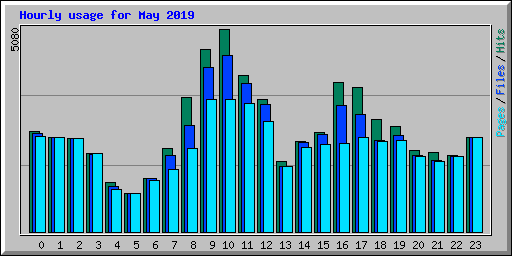 Hourly usage for May 2019
5080
Pages / Files / Hits
0 1 2 3 4 5 6 7 8 9 10 11 12 13 14 15 16 17 18 19 20 21 22 23